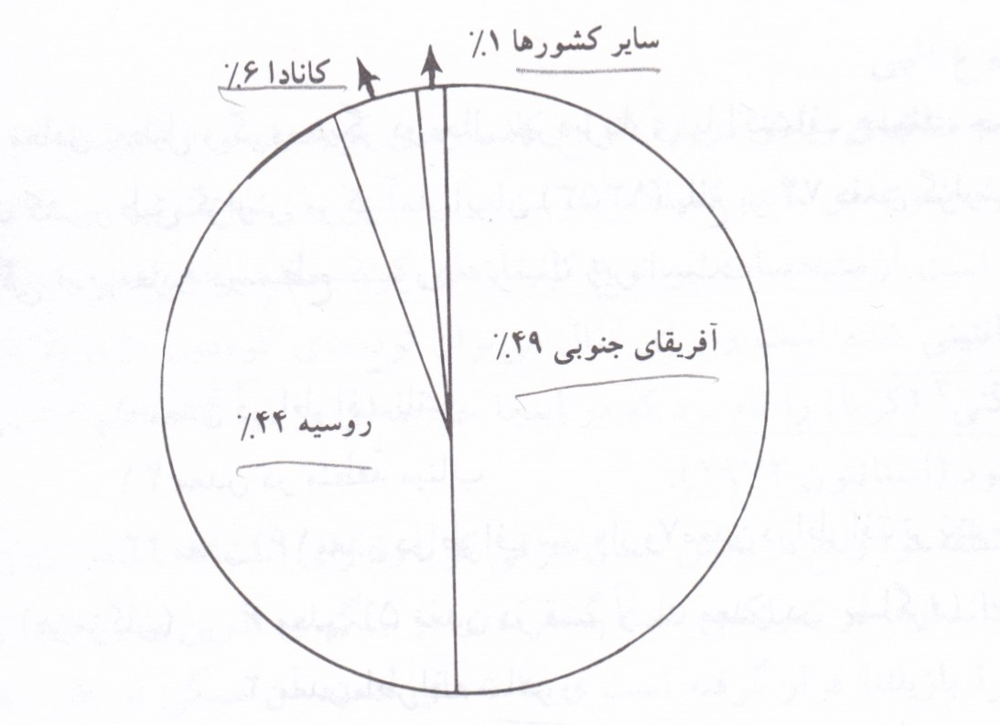 سایر کشورها ۱٪
کانادا ۶٪
آفریقای جنوبی ۴۹٪
روسیه ۴۴٪